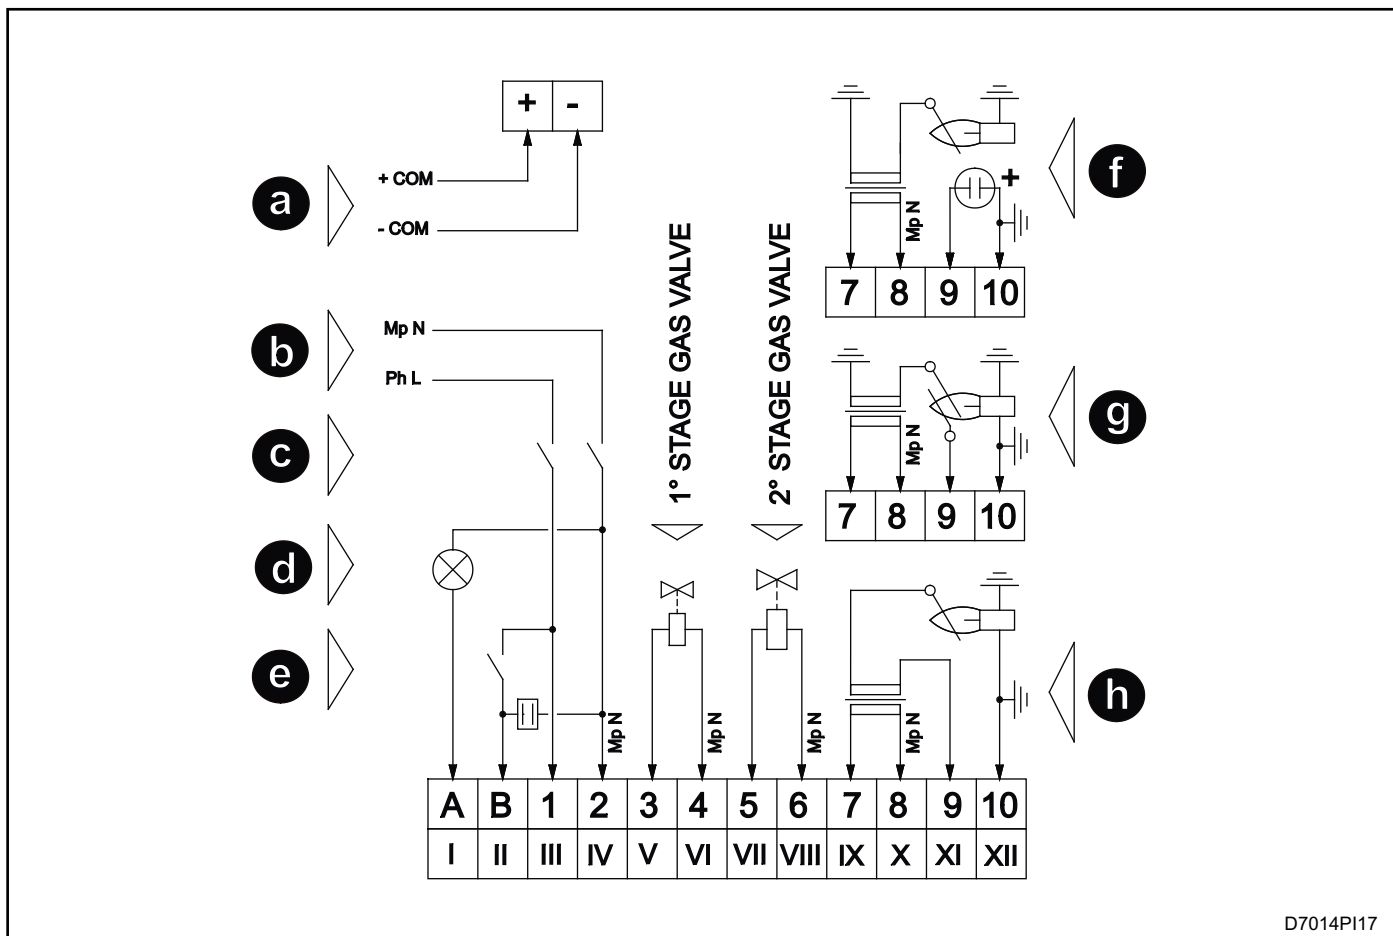 + -
a
+ COM
- COM
b
Mp N
Ph L
c
d
e
1° STAGE GAS VALVE
2° STAGE GAS VALVE
Mp N
Mp N
Mp N
+
Mp N
7 8 9 10
f
Mp N
7 8 9 10
g
Mp N
h
A B 1 2 3 4 5 6 7 8 9 10
I II III IV V VI VII VIII IX X XI XII
D7014PI17